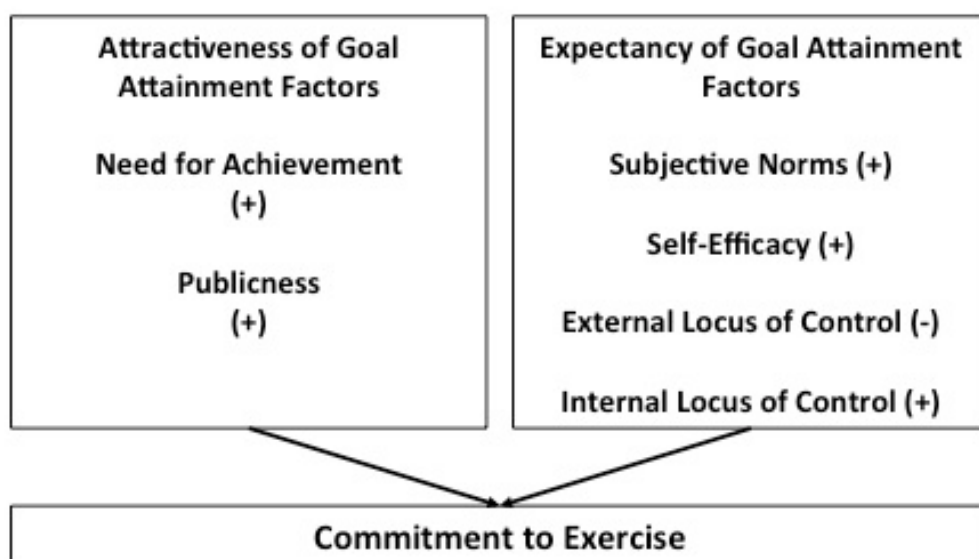 Attractiveness of Goal
Attainment Factors
Need for Achievement
(+)
Publicness
(+)
Expectancy of Goal Attainment
Factors
Subjective Norms (+)
Self-Efficacy (+)
External Locus of Control (-)
Internal Locus of Control (+)
Commitment to Exercise